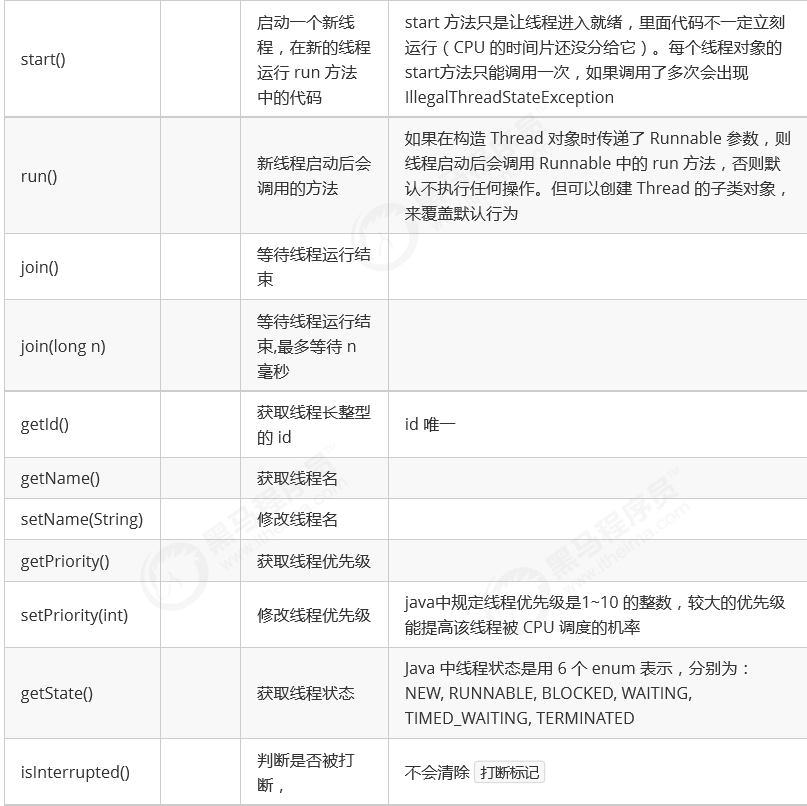 start()
启动一个新线
程，在新的线程
运行 run 方法
中的代码
start 方法只是让线程进入就绪，里面代码不一定立刻
运行（CPU 的时间片还没分给它）。每个线程对象的
start方法只能调用一次，如果调用了多次会出现
IllegalThreadStateException
run()
新线程启动后会
调用的方法
如果在构造 Thread 对象时传递了 Runnable 参数，则
线程启动后会调用 Runnable 中的 run 方法，否则默
认不执行任何操作。但可以创建 Thread 的子类对象，
来覆盖默认行为
join()
等待线程运行结
束
join(long n)
等待线程运行结
束,最多等待 n
毫秒
getId()
获取线程长整型
的 id
id 唯一
getName()
获取线程名
setName(String)
修改线程名
getPriority()
获取线程优先级
setPriority(int)
修改线程优先级
java中规定线程优先级是1~10 的整数，较大的优先级
能提高该线程被 CPU 调度的机率
getState()
获取线程状态
Java 中线程状态是用 6 个 enum 表示，分别为：
NEW, RUNNABLE, BLOCKED, WAITING,
TIMED_WAITING, TERMINATED
isInterrupted()
判断是否被打
断，
不会清除 打断标记
黑马程序员
www.itheima.com
黑马程序员
www.itheima.com